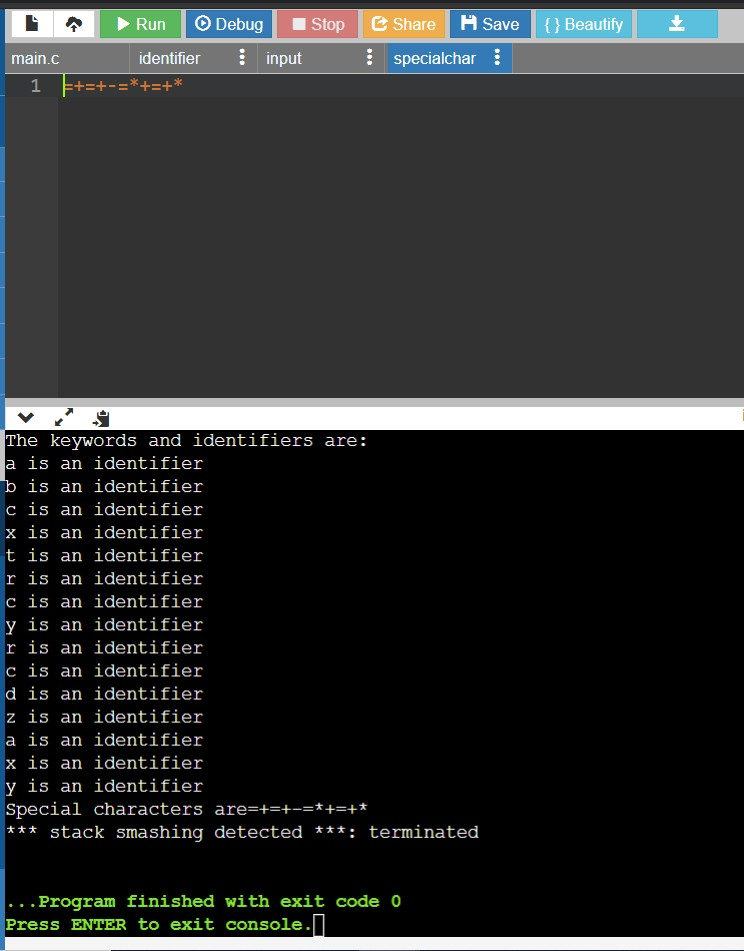 Run Debug Stop Share Save { } Beautify
main.c identifier input specialchar
1 =+=+-=*+=+*
The keywords and identifiers are:
a is an identifier
b is an identifier
c is an identifier
x is an identifier
t is an identifier
r is an identifier
c is an identifier
y is an identifier
r is an identifier
c is an identifier
d is an identifier
z is an identifier
a is an identifier
x is an identifier
y is an identifier
Special characters are=+=+-=*+=+*
*** stack smashing detected ***: terminated
...Program finished with exit code 0
Press ENTER to exit console.